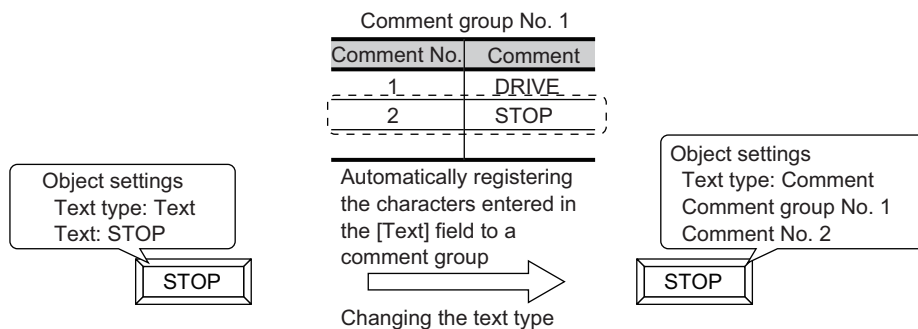 Comment group No. 1
Comment No. Comment
1 DRIVE
2 STOP
Object settings
Text type: Text
Text: STOP
STOP
Automatically registering
the characters entered in
the [Text] field to a
comment group
Changing the text type
Object settings
Text type: Comment
Comment group No. 1
Comment No. 2
STOP